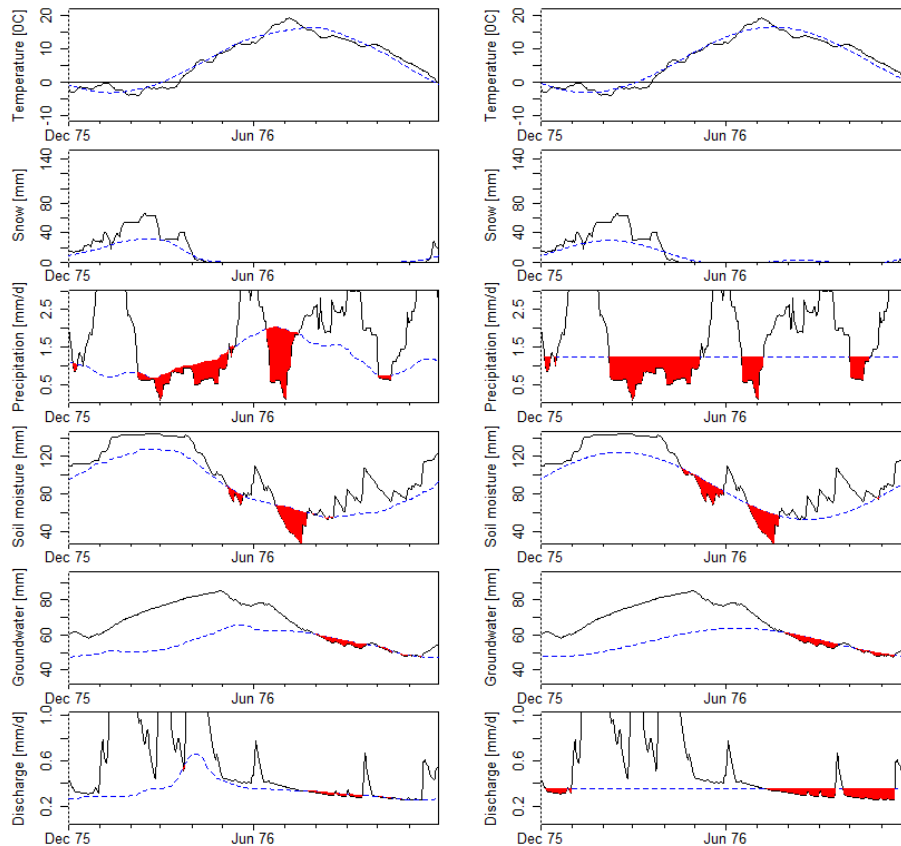 Temperature [0C]
20
10
0
-10
Dec 75 Jun 76
Temperature [0C]
20
10
0
-10
Dec 75 Jun 76
Snow [mm]
140
80
40
0
Dec 75 Jun 76
Snow [mm]
140
80
40
0
Dec 75 Jun 76
Precipitation [mm/d]
2.5
1.5
0.5
Dec 75 Jun 76
Precipitation [mm/d]
2.5
1.5
0.5
Dec 75 Jun 76
Soil moisture [mm]
120
80
40
Dec 75 Jun 76
Soil moisture [mm]
120
80
40
Dec 75 Jun 76
Groundwater [mm]
80
60
40
Dec 75 Jun 76
Groundwater [mm]
80
60
40
Dec 75 Jun 76
Discharge [mm/d]
1.0
0.6
0.2
Dec 75 Jun 76
Discharge [mm/d]
1.0
0.6
0.2
Dec 75 Jun 76